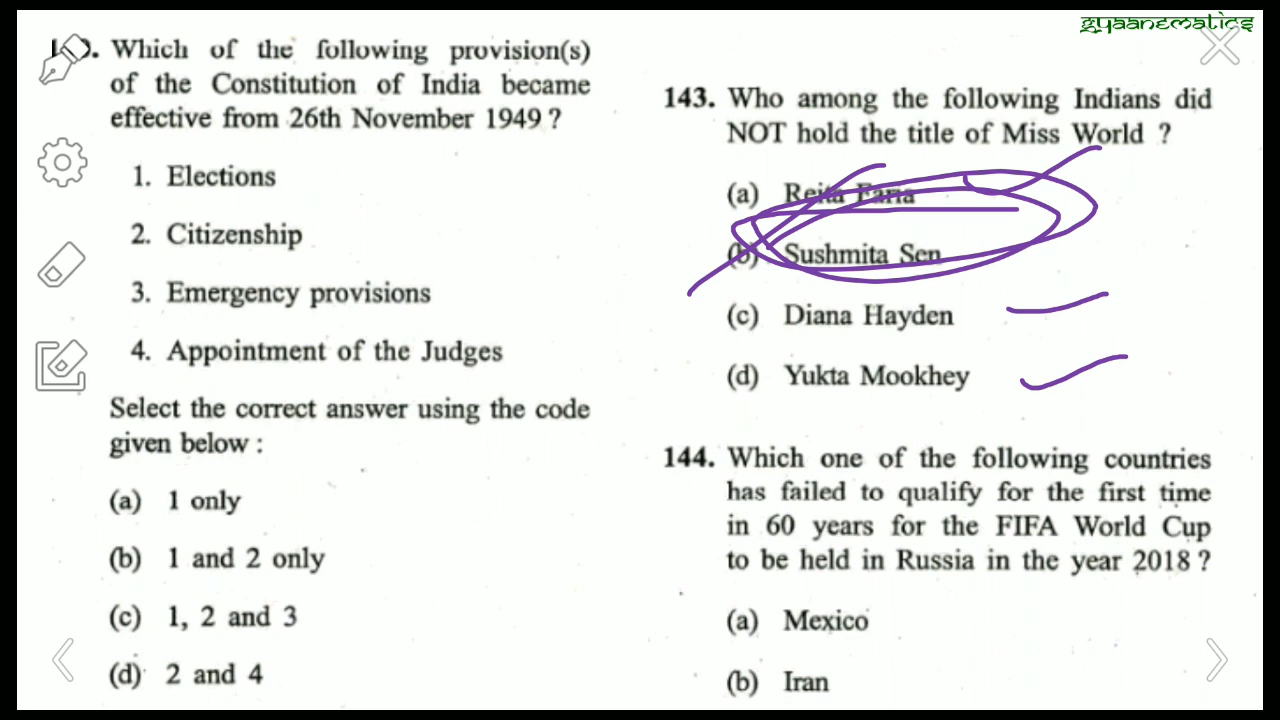 gyaanematics
0. Which of the following provision(s)
of the Constitution of India became
effective from 26th November 1949 ?
1. Elections
2. Citizenship
3. Emergency provisions
4. Appointment of the Judges
Select the correct answer using the code
given below :
(a) 1 only
(b) 1 and 2 only
(c) 1, 2 and 3
(d) 2 and 4
143. Who among the following Indians did
NOT hold the title of Miss World ?
(a) Reita Faria
(b) Sushmita Sen
(c) Diana Hayden
(d) Yukta Mookhey
144. Which one of the following countries
has failed to qualify for the first time
in 60 years for the FIFA World Cup
to be held in Russia in the year 2018 ?
(a) Mexico
(b) Iran